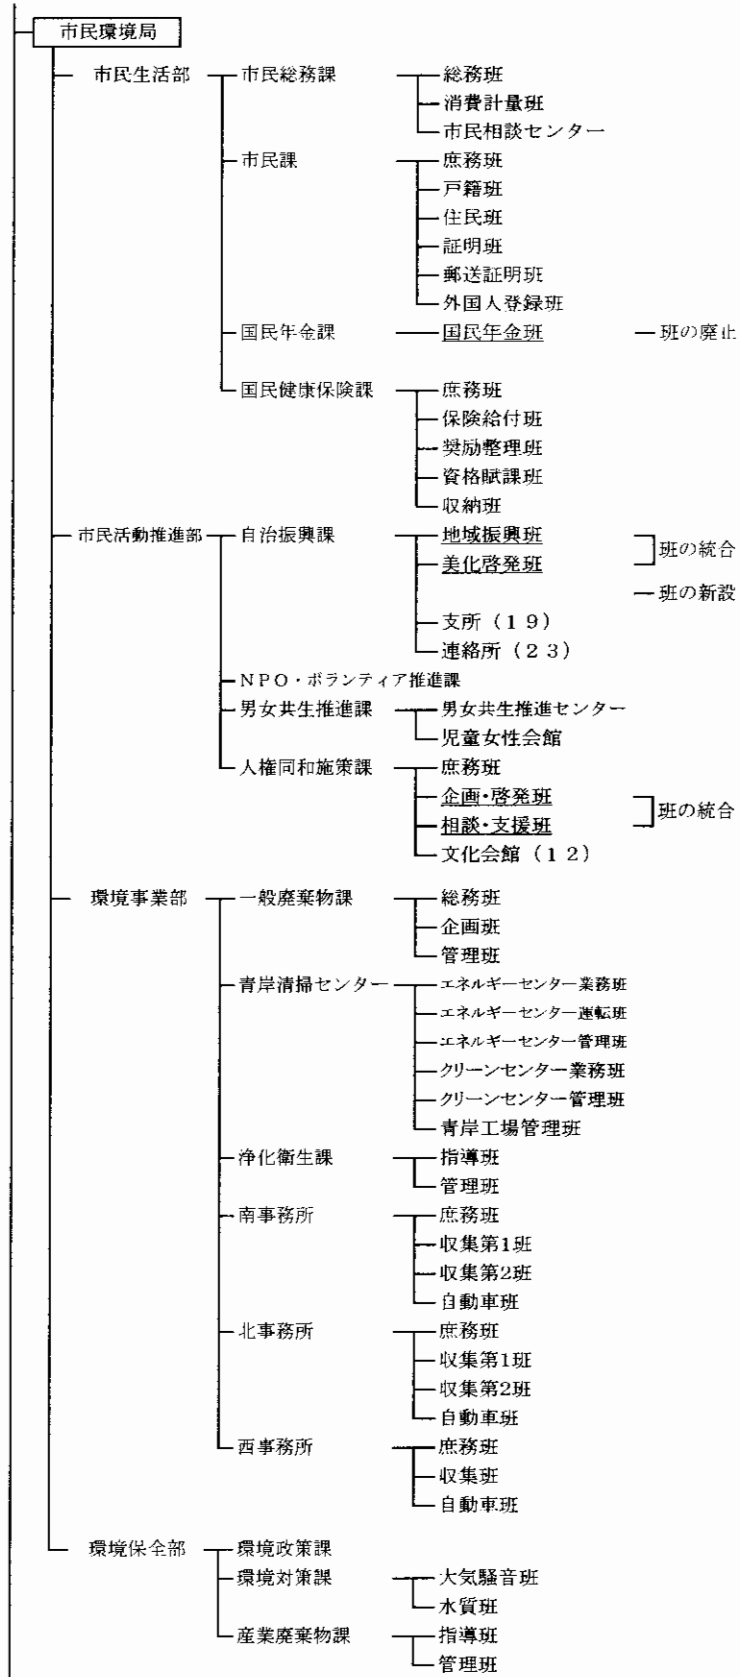 市民環境局
市民生活部 市民総務課 総務班
消費計量班
市民相談センター
市民課 庶務班
戸籍班
住民班
証明班
郵送証明班
外国人登録班
国民年金課 国民年金班 班の廃止
国民健康保険課 庶務班
保険給付班
奨励整理班
資格賦課班
収納班
市民活動推進部 自治振興課 地域振興班
班の統合
美化啓発班
班の新設
支所(19)
連絡所(23)
NPO・ボランティア推進課
男女共生推進課 男女共生推進センター
児童女性会館
人権同和施策課 庶務班
企画・啓発班
班の統合
相談・支援班
文化会館(12)
環境事業部 一般廃棄物課 総務班
企画班
管理班
青岸清掃センター エネルギーセンター業務班
エネルギーセンター運転班
エネルギーセンター管理班
クリーンセンター業務班
クリーンセンター管理班
青岸工場管理班
浄化衛生課 指導班
管理班
南事務所 庶務班
収集第1班
収集第2班
自動車班
北事務所 庶務班
収集第1班
収集第2班
自動車班
西事務所 庶務班
収集班
自動車班
環境保全部 環境政策課
環境対策課 大気騒音班
水質班
産業廃棄物課 指導班
管理班